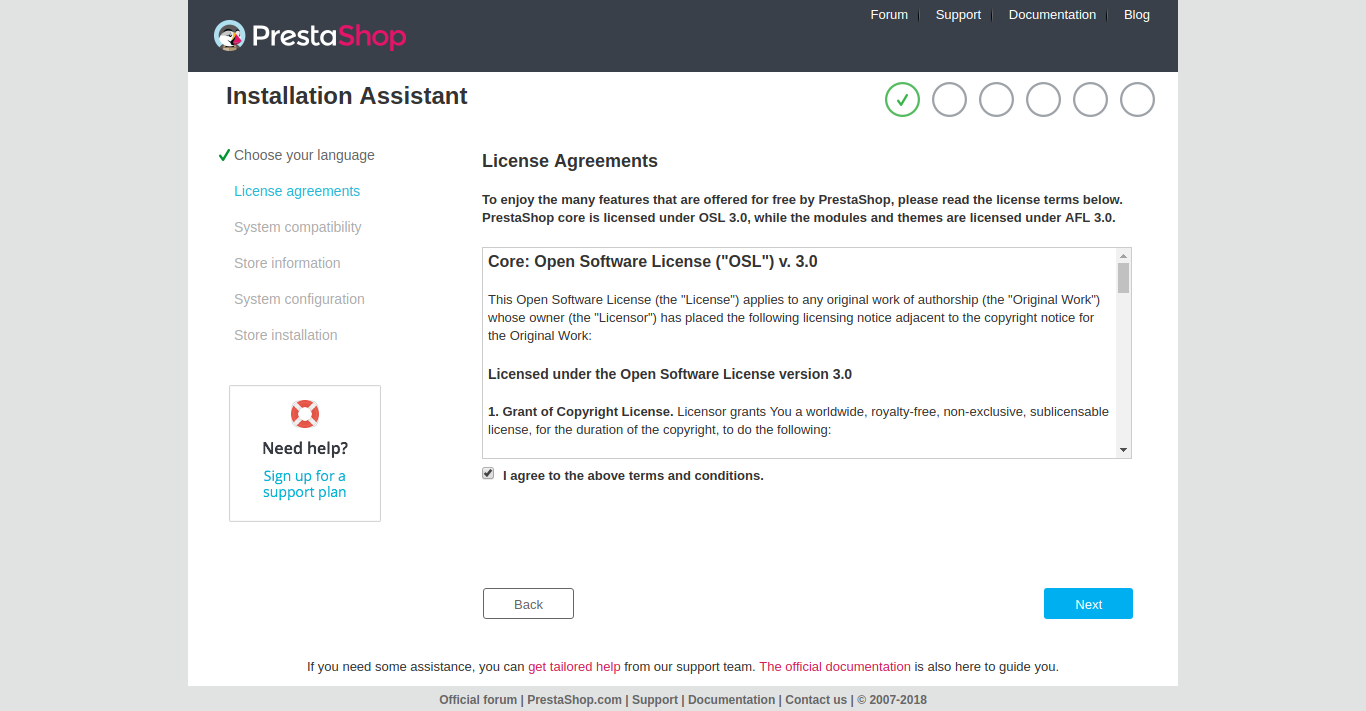 PrestaShop
Forum
Support
Documentation
Blog
Installation Assistant
Choose your language
License agreements
System compatibility
Store information
System configuration
Store installation
Need help?
Sign up for a
support plan
License Agreements
To enjoy the many features that are offered for free by PrestaShop, please read the license terms below.
PrestaShop core is licensed under OSL 3.0, while the modules and themes are licensed under AFL 3.0.
Core: Open Software License ("OSL") v. 3.0
This Open Software License (the "License") applies to any original work of authorship (the "Original Work")
whose owner (the "Licensor") has placed the following licensing notice adjacent to the copyright notice for
the Original Work:
Licensed under the Open Software License version 3.0
1. Grant of Copyright License. Licensor grants You a worldwide, royalty-free, non-exclusive, sublicensable
license, for the duration of the copyright, to do the following:
I agree to the above terms and conditions.
Back
Next
If you need some assistance, you can get tailored help from our support team. The official documentation is also here to guide you.
Official forum | PrestaShop.com | Support | Documentation | Contact us | © 2007-2018